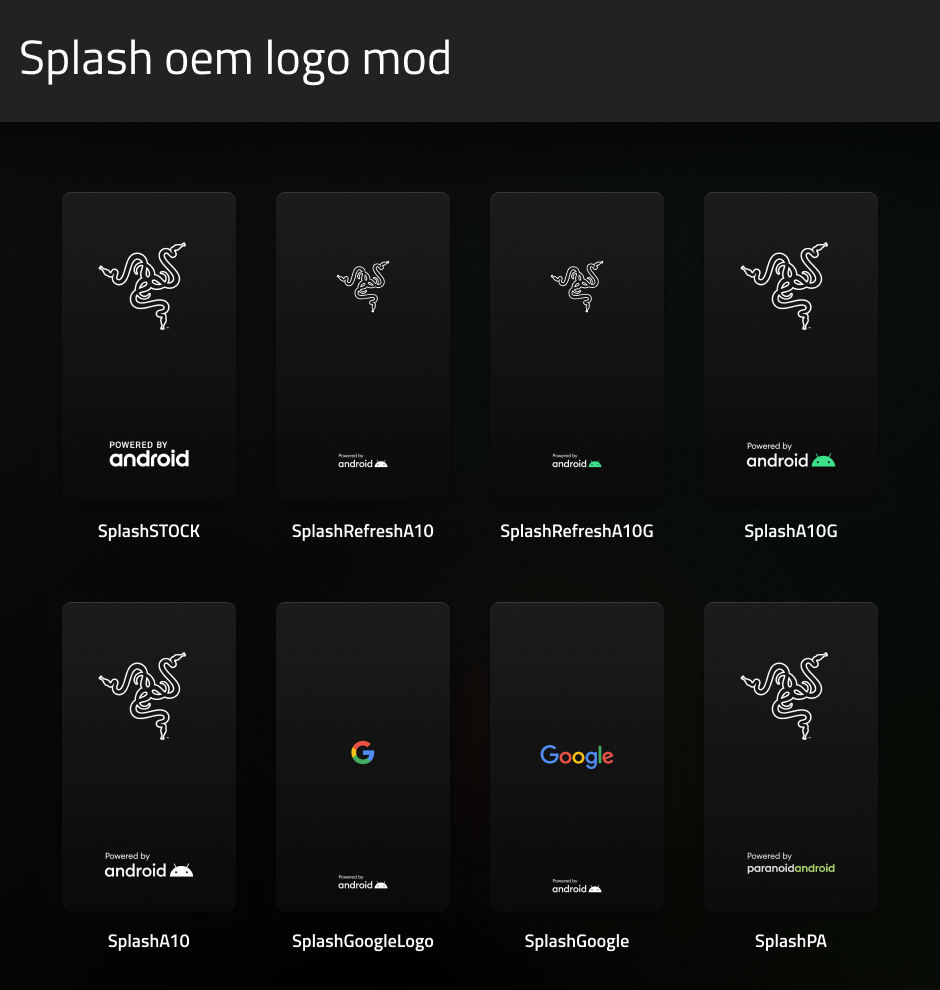 Splash oem logo mod
POWERED BY
android
Powered by
android
Powered by
android
Powered by
android
SplashSTOCK
SplashRefreshA10
SplashRefreshA10G
SplashA10G
Powered by
android
Powered by
android
Google
Powered by
android
Powered by
paranoidandroid
SplashA10
SplashGoogleLogo
SplashGoogle
SplashPA